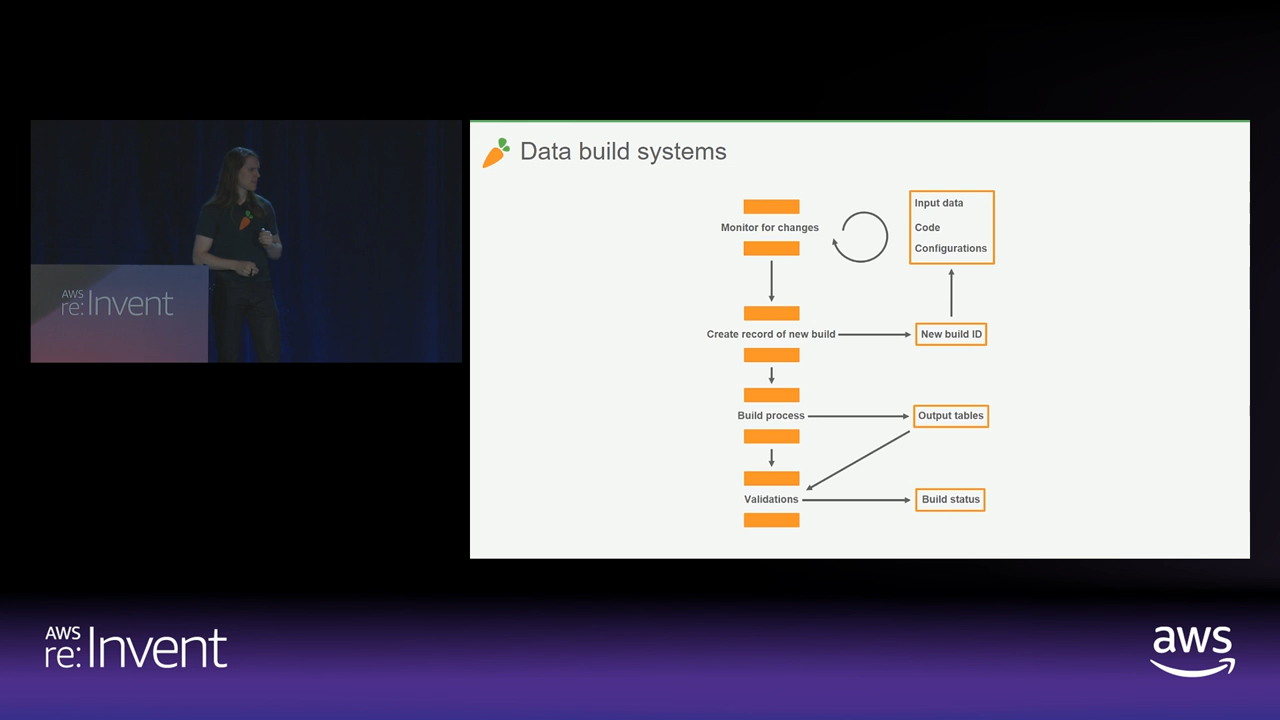 Data build systems
Monitor for changes
Input data
Code
Configurations
Create record of new build
New build ID
Build process
Output tables
Validations
Build status
AWS
re:Invent
AWS
re:Invent
aws